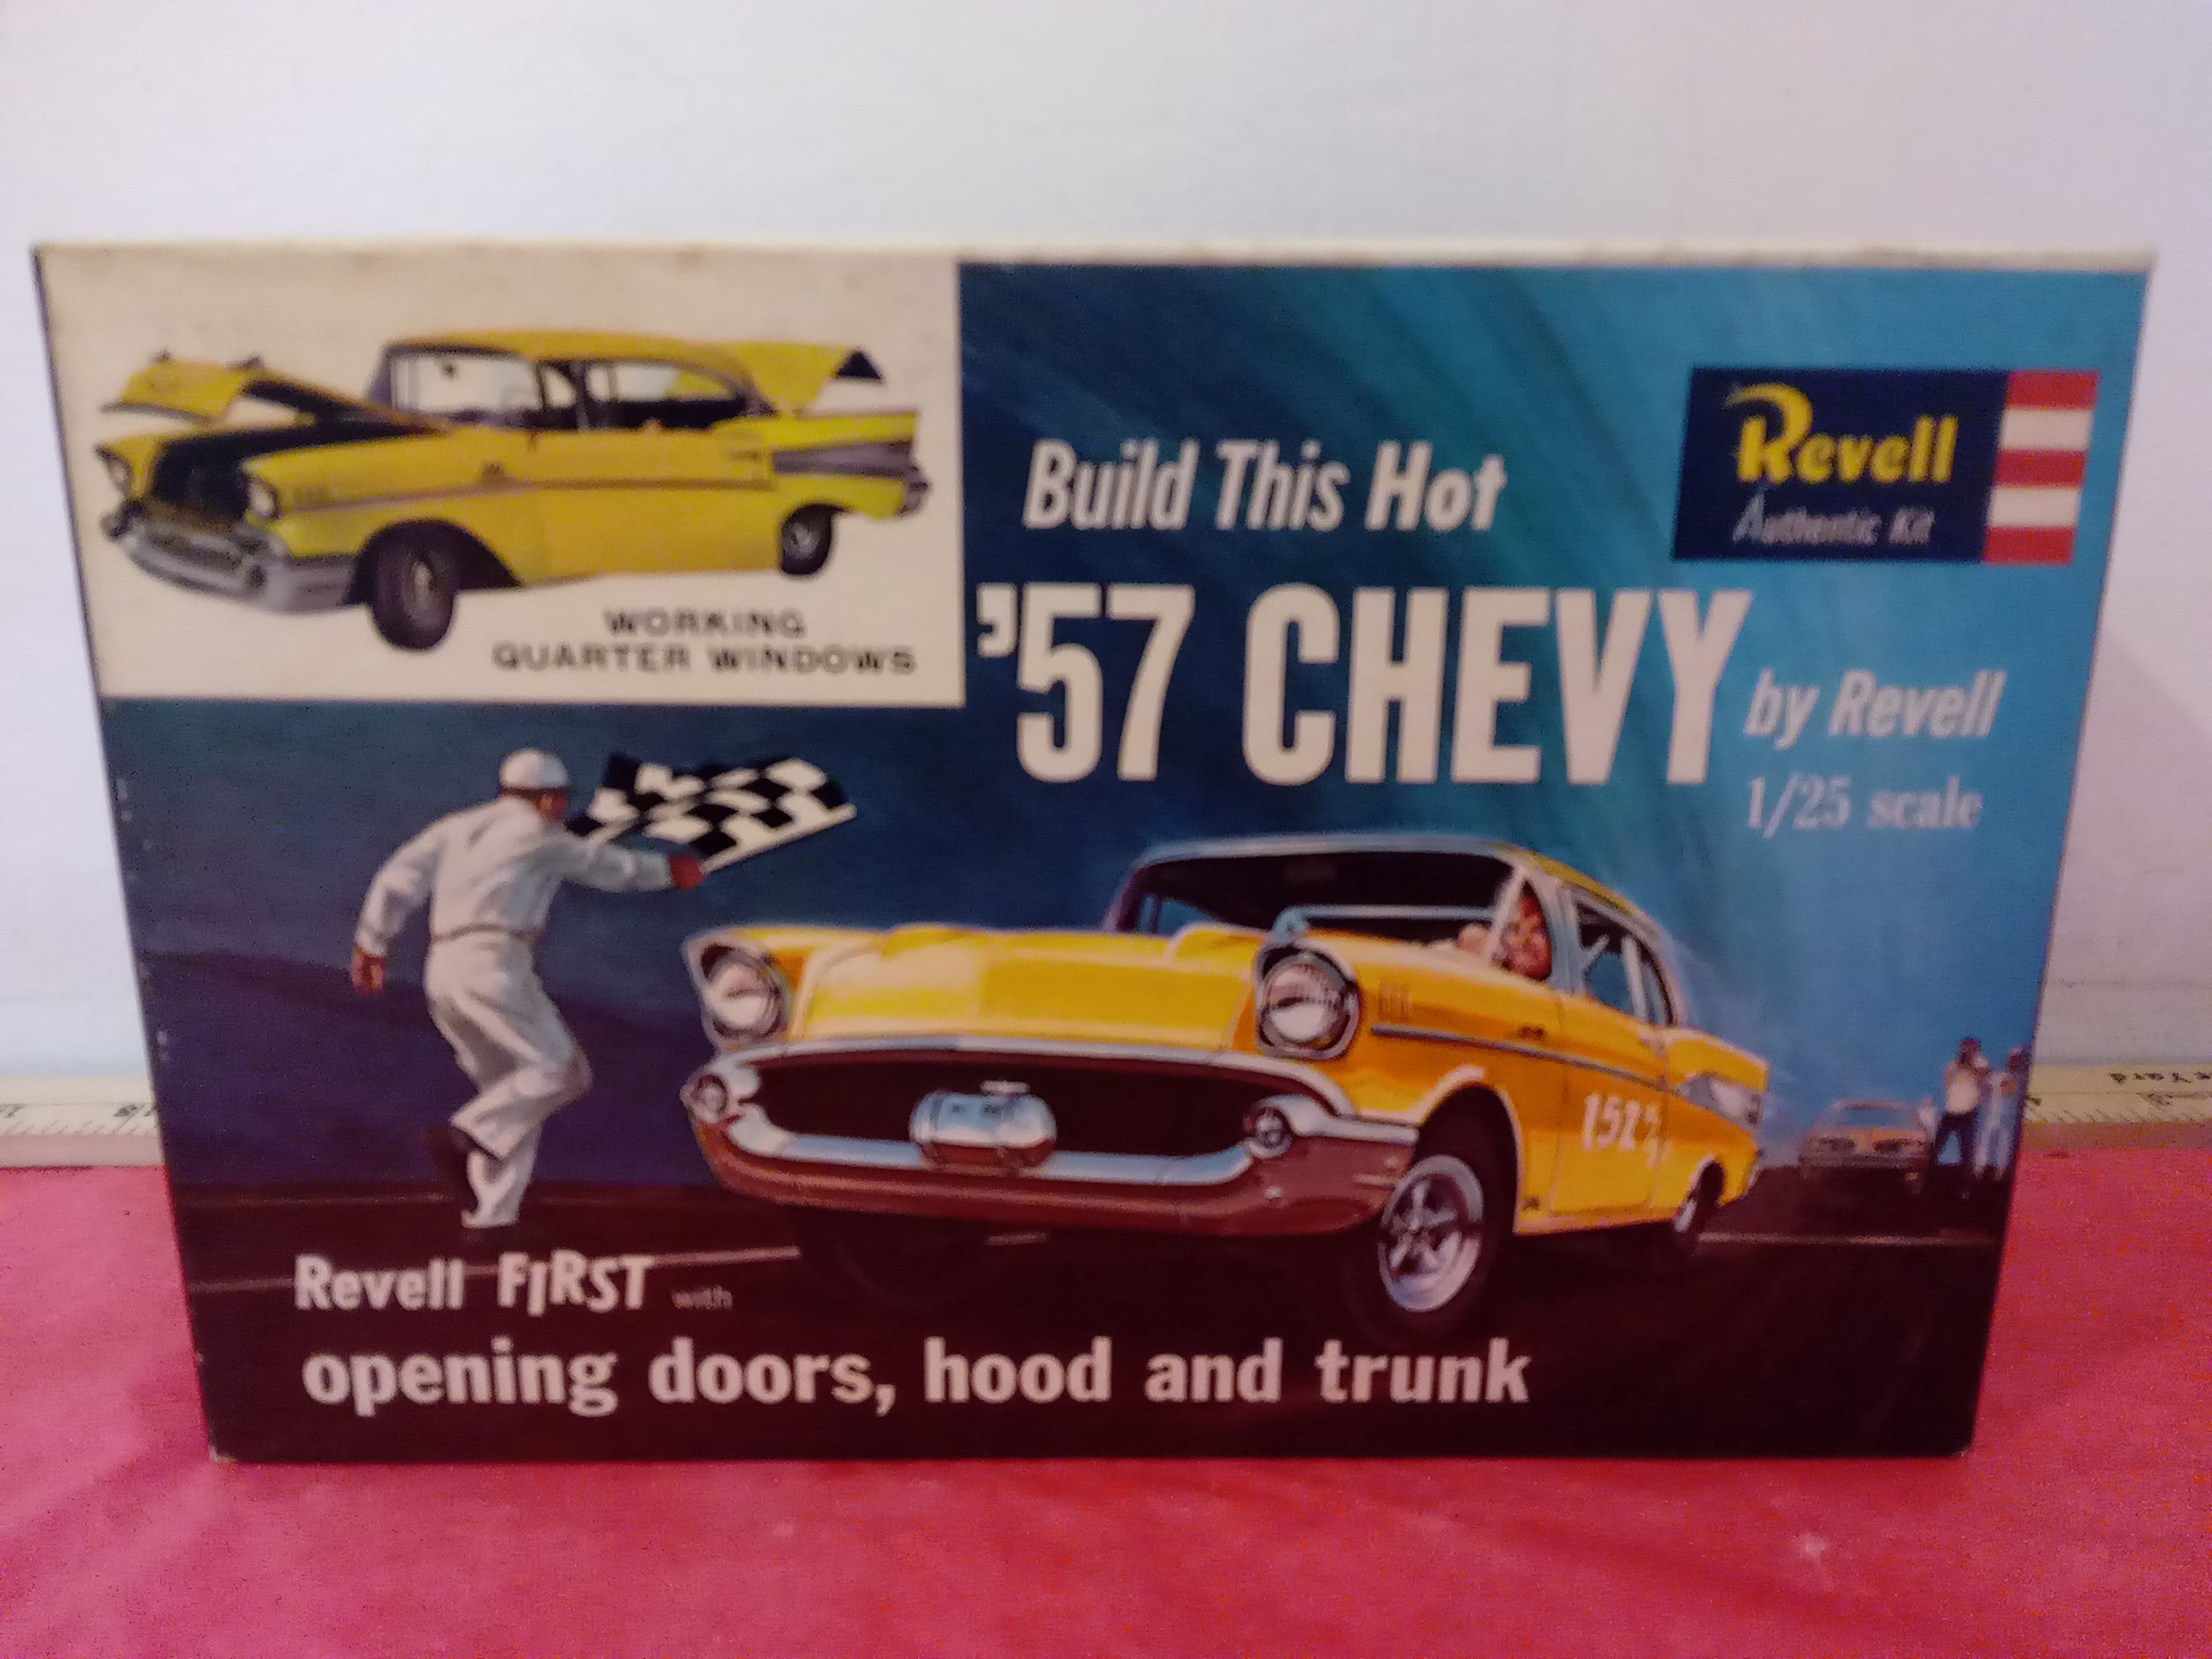 Build This Hot
'57 CHEVY
by Revell
1/25 scale
Revell
Authentic Kit
WORKING
QUARTER WINDOWS
Revell FIRST with
opening doors, hood and trunk